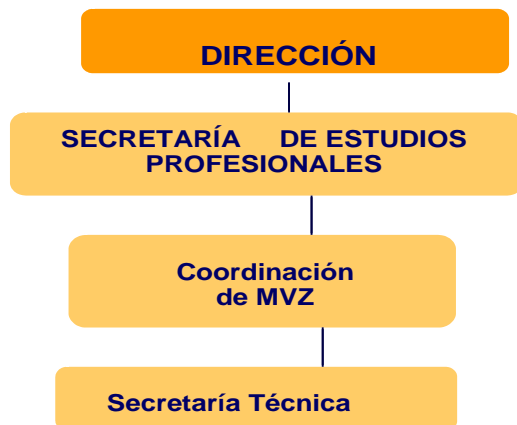 DIRECCIÓN
SECRETARÍA DE ESTUDIOS
PROFESIONALES
Coordinación
de MVZ
Secretaría Técnica